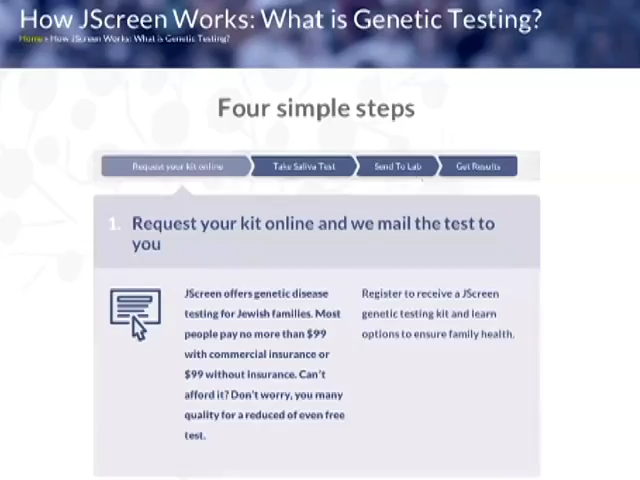 How JScreen Works: What is Genetic Testing?
Home » How JScreen Works: What is Genetic Testing?
Four simple steps
Request your kit online Take Saliva Test Send To Lab Get Results
1. Request your kit online and we mail the test to
you
JScreen offers genetic disease
testing for Jewish families. Most
people pay no more than $99
with commercial insurance or
$99 without insurance. Can't
afford it? Don't worry, you many
quality for a reduced of even free
test.
Register to receive a JScreen
genetic testing kit and learn
options to ensure family health.